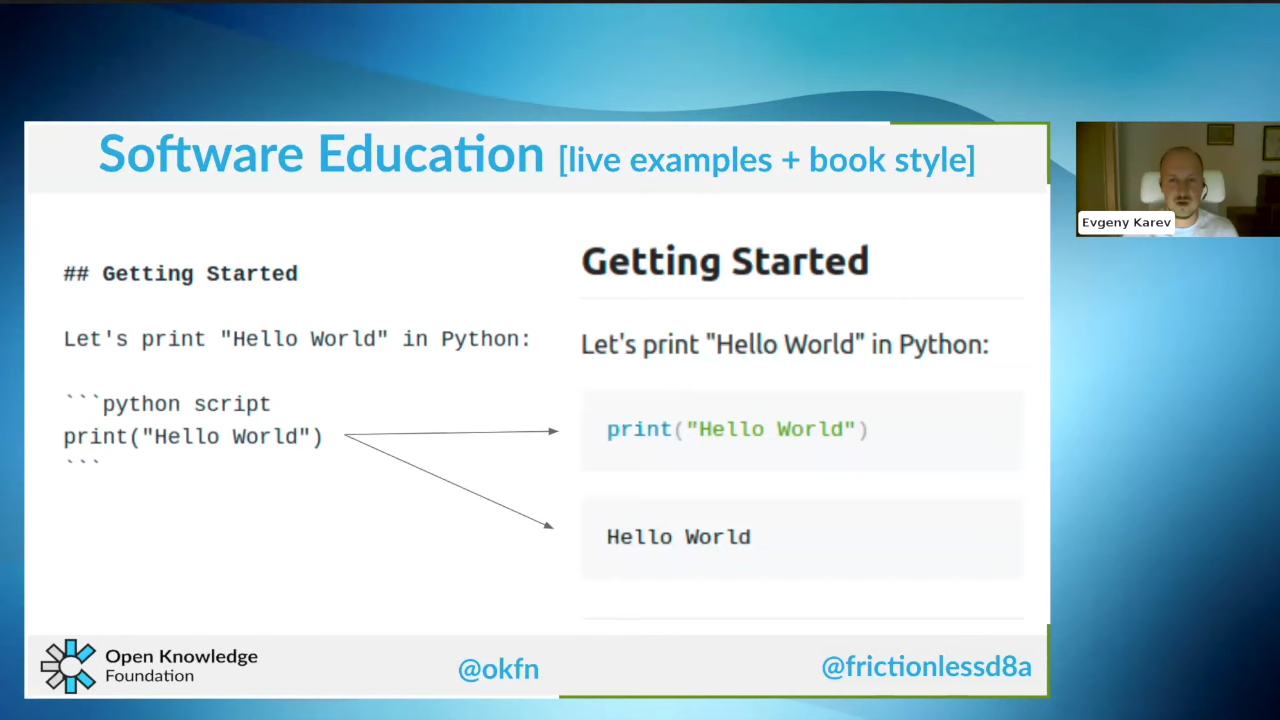 Software Education [live examples + book style]
## Getting Started
Let's print "Hello World" in Python:
```python script
print("Hello World")
```
Getting Started
Let's print "Hello World" in Python:
print("Hello World")
Hello World
Open Knowledge
Foundation
@okfn
@frictionlessd8a
Evgeny Karev